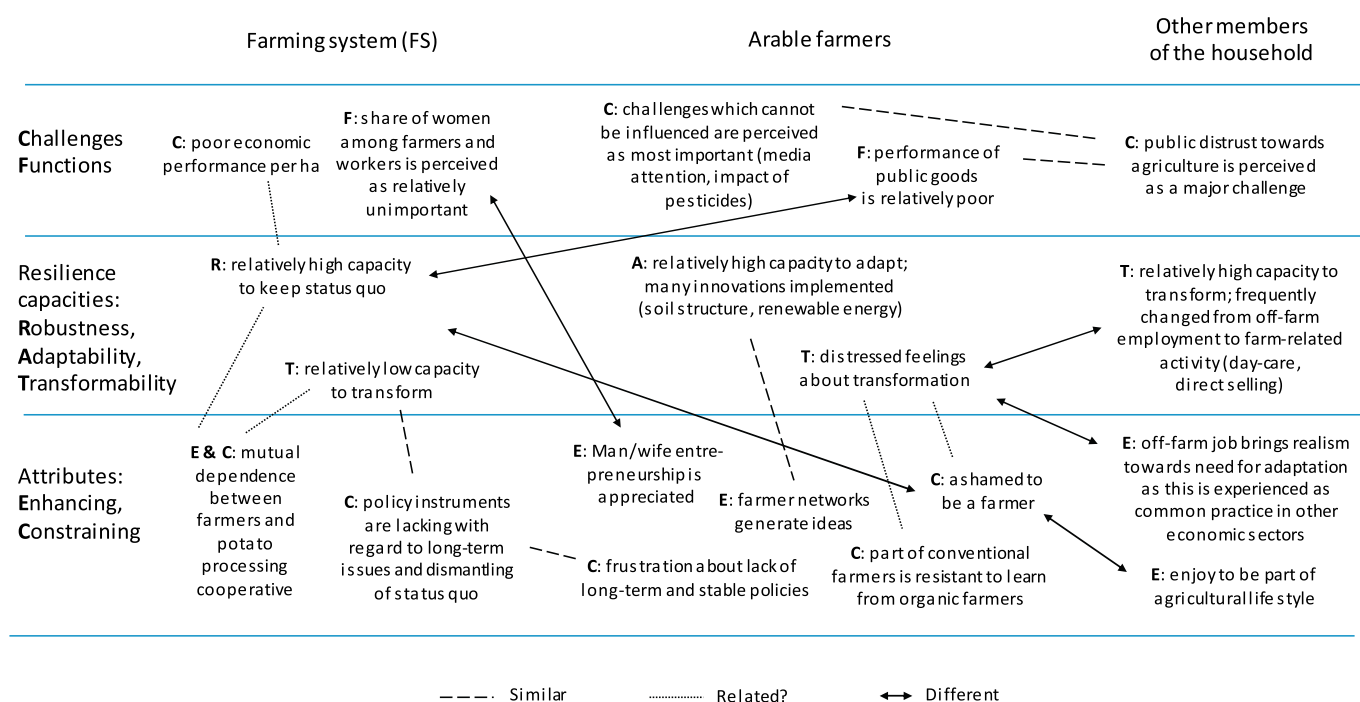 Farming system (FS)
Arable farmers
Other members
of the household
Challenges
Functions
C: poor economic
performance per ha
F: share of women
among farmers and
workers is perceived
as relatively
unimportant
C: challenges which cannot
be influenced are perceived
as most important (media
attention, impact of
pesticides)
F: performance of
public goods
is relatively poor
C: public distrust towards
agriculture is perceived
as a major challenge
Resilience
capacities:
Robustness,
Adaptability,
Transformability
R: relatively high capacity
to keep status quo
T: relatively low capacity
to transform
A: relatively high capacity to adapt;
many innovations implemented
(soil structure, renewable energy)
T: distressed feelings
about transformation
T: relatively high capacity to
transform; frequently
changed from off-farm
employment to farm-related
activity (day-care,
direct selling)
Attributes:
Enhancing,
Constraining
E & C: mutual
dependence
between
farmers and
potato
processing
cooperative
C: policy instruments
are lacking with
regard to long-term
issues and dismantling
of status quo
E: Man/wife entre-
preneurship is
appreciated
E: farmer networks
generate ideas
C: frustration about lack of
long-term and stable policies
C: ashamed to
be a farmer
C: part of conventional
farmers is resistant to learn
from organic farmers
E: off-farm job brings realism
towards need for adaptation
as this is experienced as
common practice in other
economic sectors
E: enjoy to be part of
agricultural life style
Similar
Related?
Different